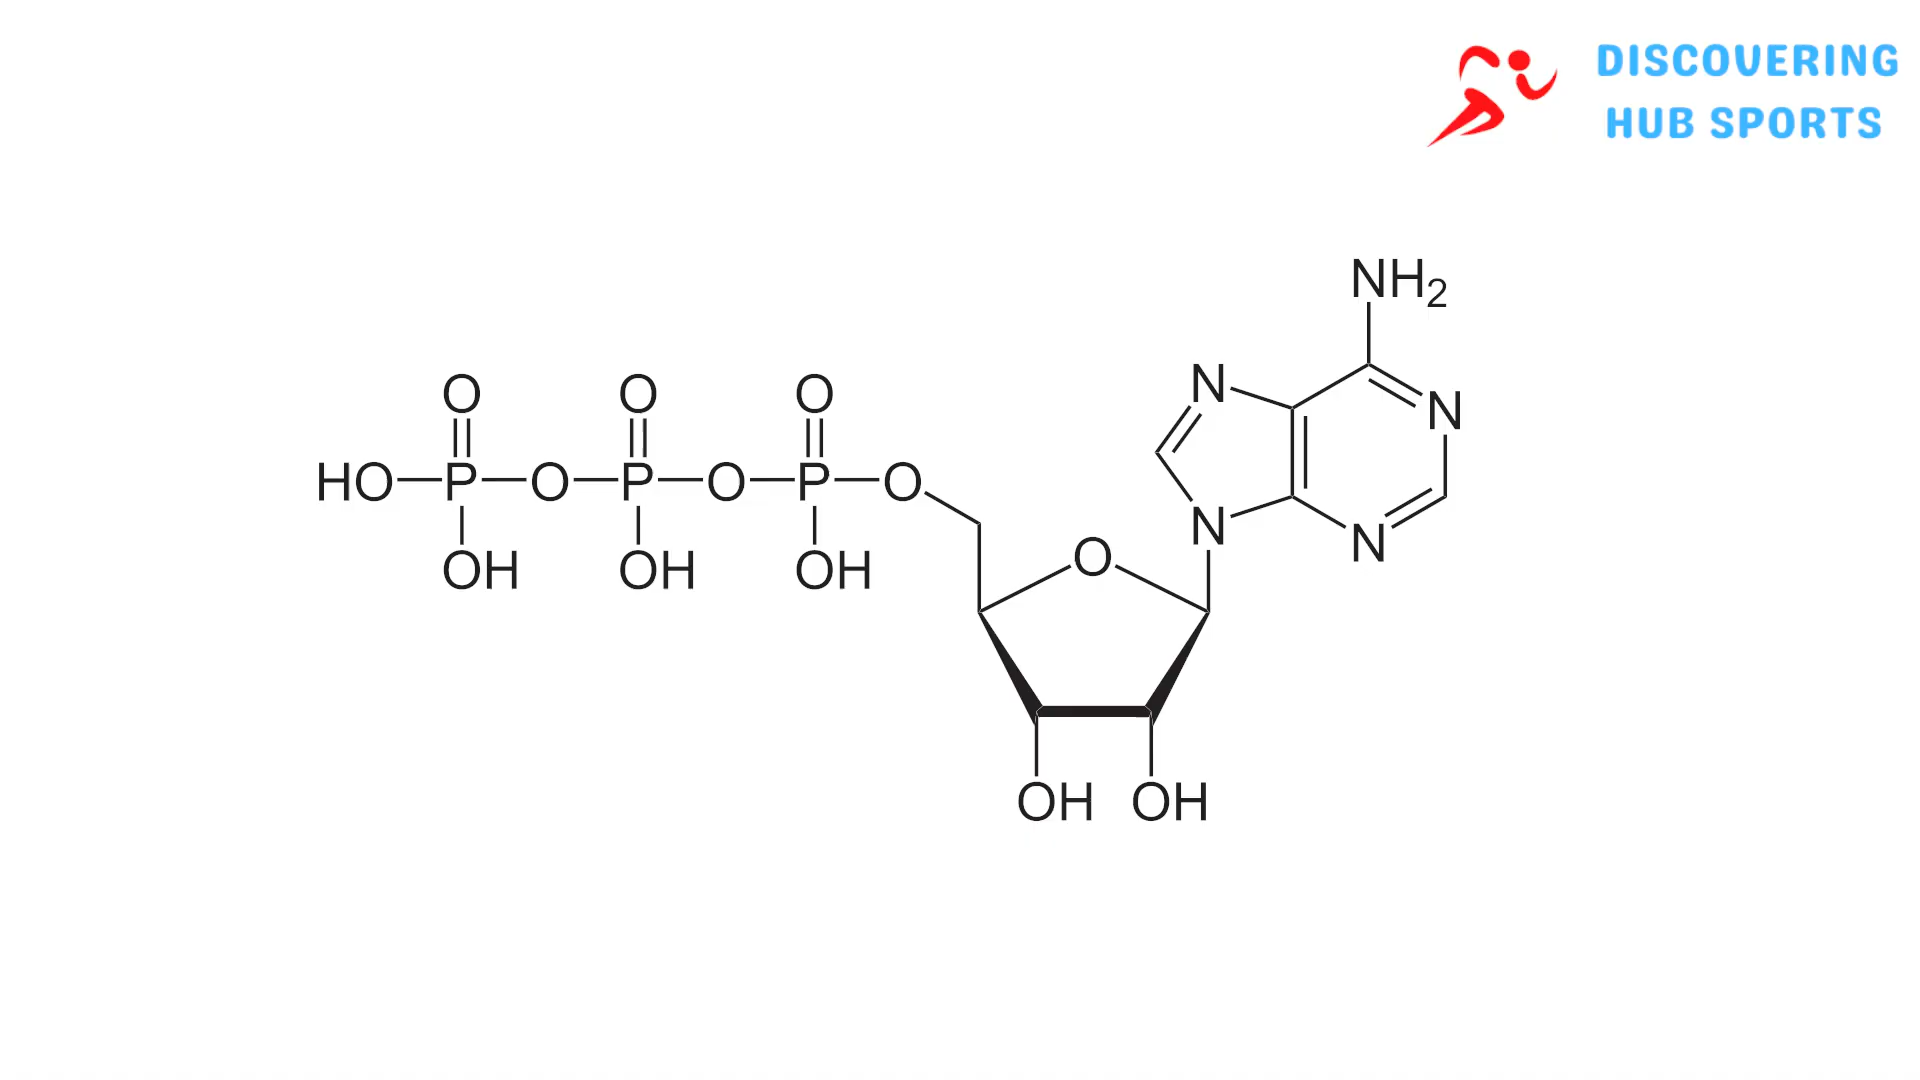 DISCOVERING
HUB SPORTS
NH2
N
N
O O O
HO P O P O P O
N
N
OH OH OH
O
OH OH